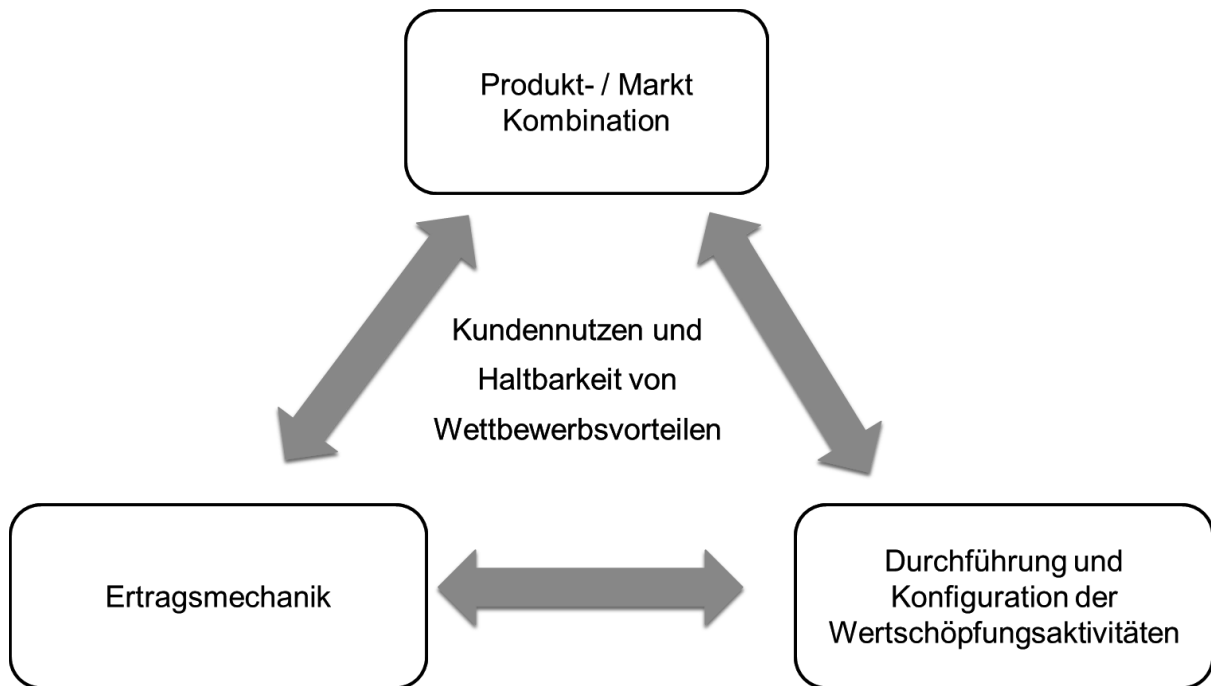 Produkt- / Markt
Kombination
Kundennutzen und
Haltbarkeit von
Wettbewerbsvorteilen
Ertragsmechanik
Durchführung und
Konfiguration der
Wertschöpfungsaktivitäten